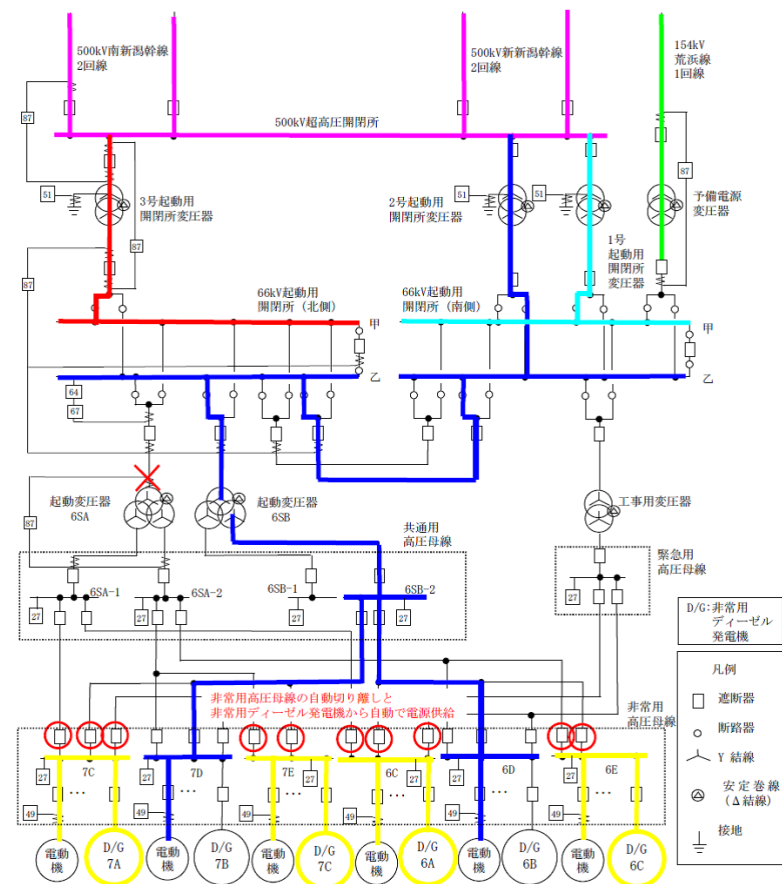 500kV南新潟幹線
2回線
500kV新新潟幹線
2回線
154kV
荒浜線
1回線
87
500kV超高圧開閉所
87
51
3号起動用
開閉所変圧器
51
2号起動用
開閉所変圧器
51
予備電源
変圧器
87
87
1号
起動用
開閉所
変圧器
66kV起動用
開閉所(北側)
66kV起動用
開閉所(南側)
甲
甲
乙
乙
64
67
起動変圧器
6SA
起動変圧器
6SB
工事用変圧器
87
共通用
高圧母線
緊急用
高圧母線
6SA-1
6SA-2
6SB-1
6SB-2
27
27
27
27
27
D/G:非常用
ディーゼル
発電機
非常用高圧母線の自動切り離しと
非常用ディーゼル発電機から自動で電源供給
非常用
高圧母線
凡例
遮断器
断路器
Y 結線
安定巻線
(Δ結線)
接地
7C
7D
7E
6C
6D
6E
27
27
27
27
27
27
…
…
…
…
…
…
49
49
49
49
49
49
電動
機
D/G
7A
電動
機
D/G
7B
電動
機
D/G
7C
電動
機
D/G
6A
電動
機
D/G
6B
電動
機
D/G
6C